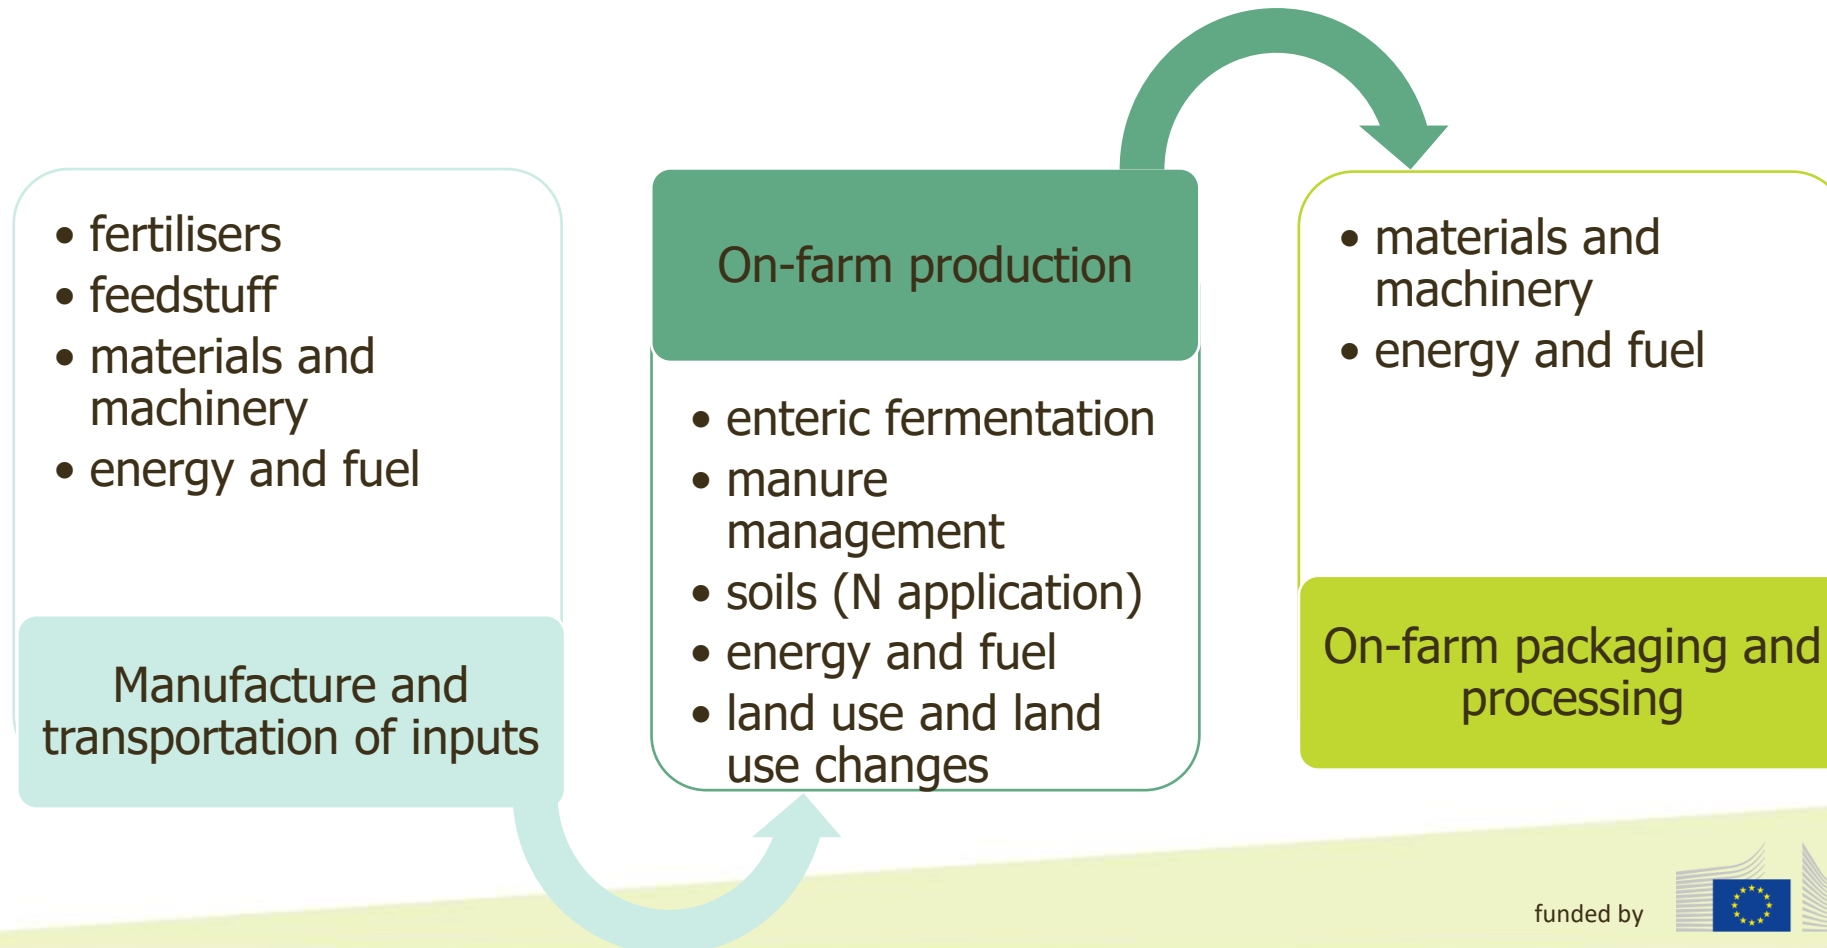 • fertilisers
• feedstuff
• materials and
machinery
• energy and fuel
Manufacture and
transportation of inputs
On-farm production
• enteric fermentation
• manure
management
• soils (N application)
• energy and fuel
• land use and land
use changes
• materials and
machinery
• energy and fuel
On-farm packaging and
processing
funded by